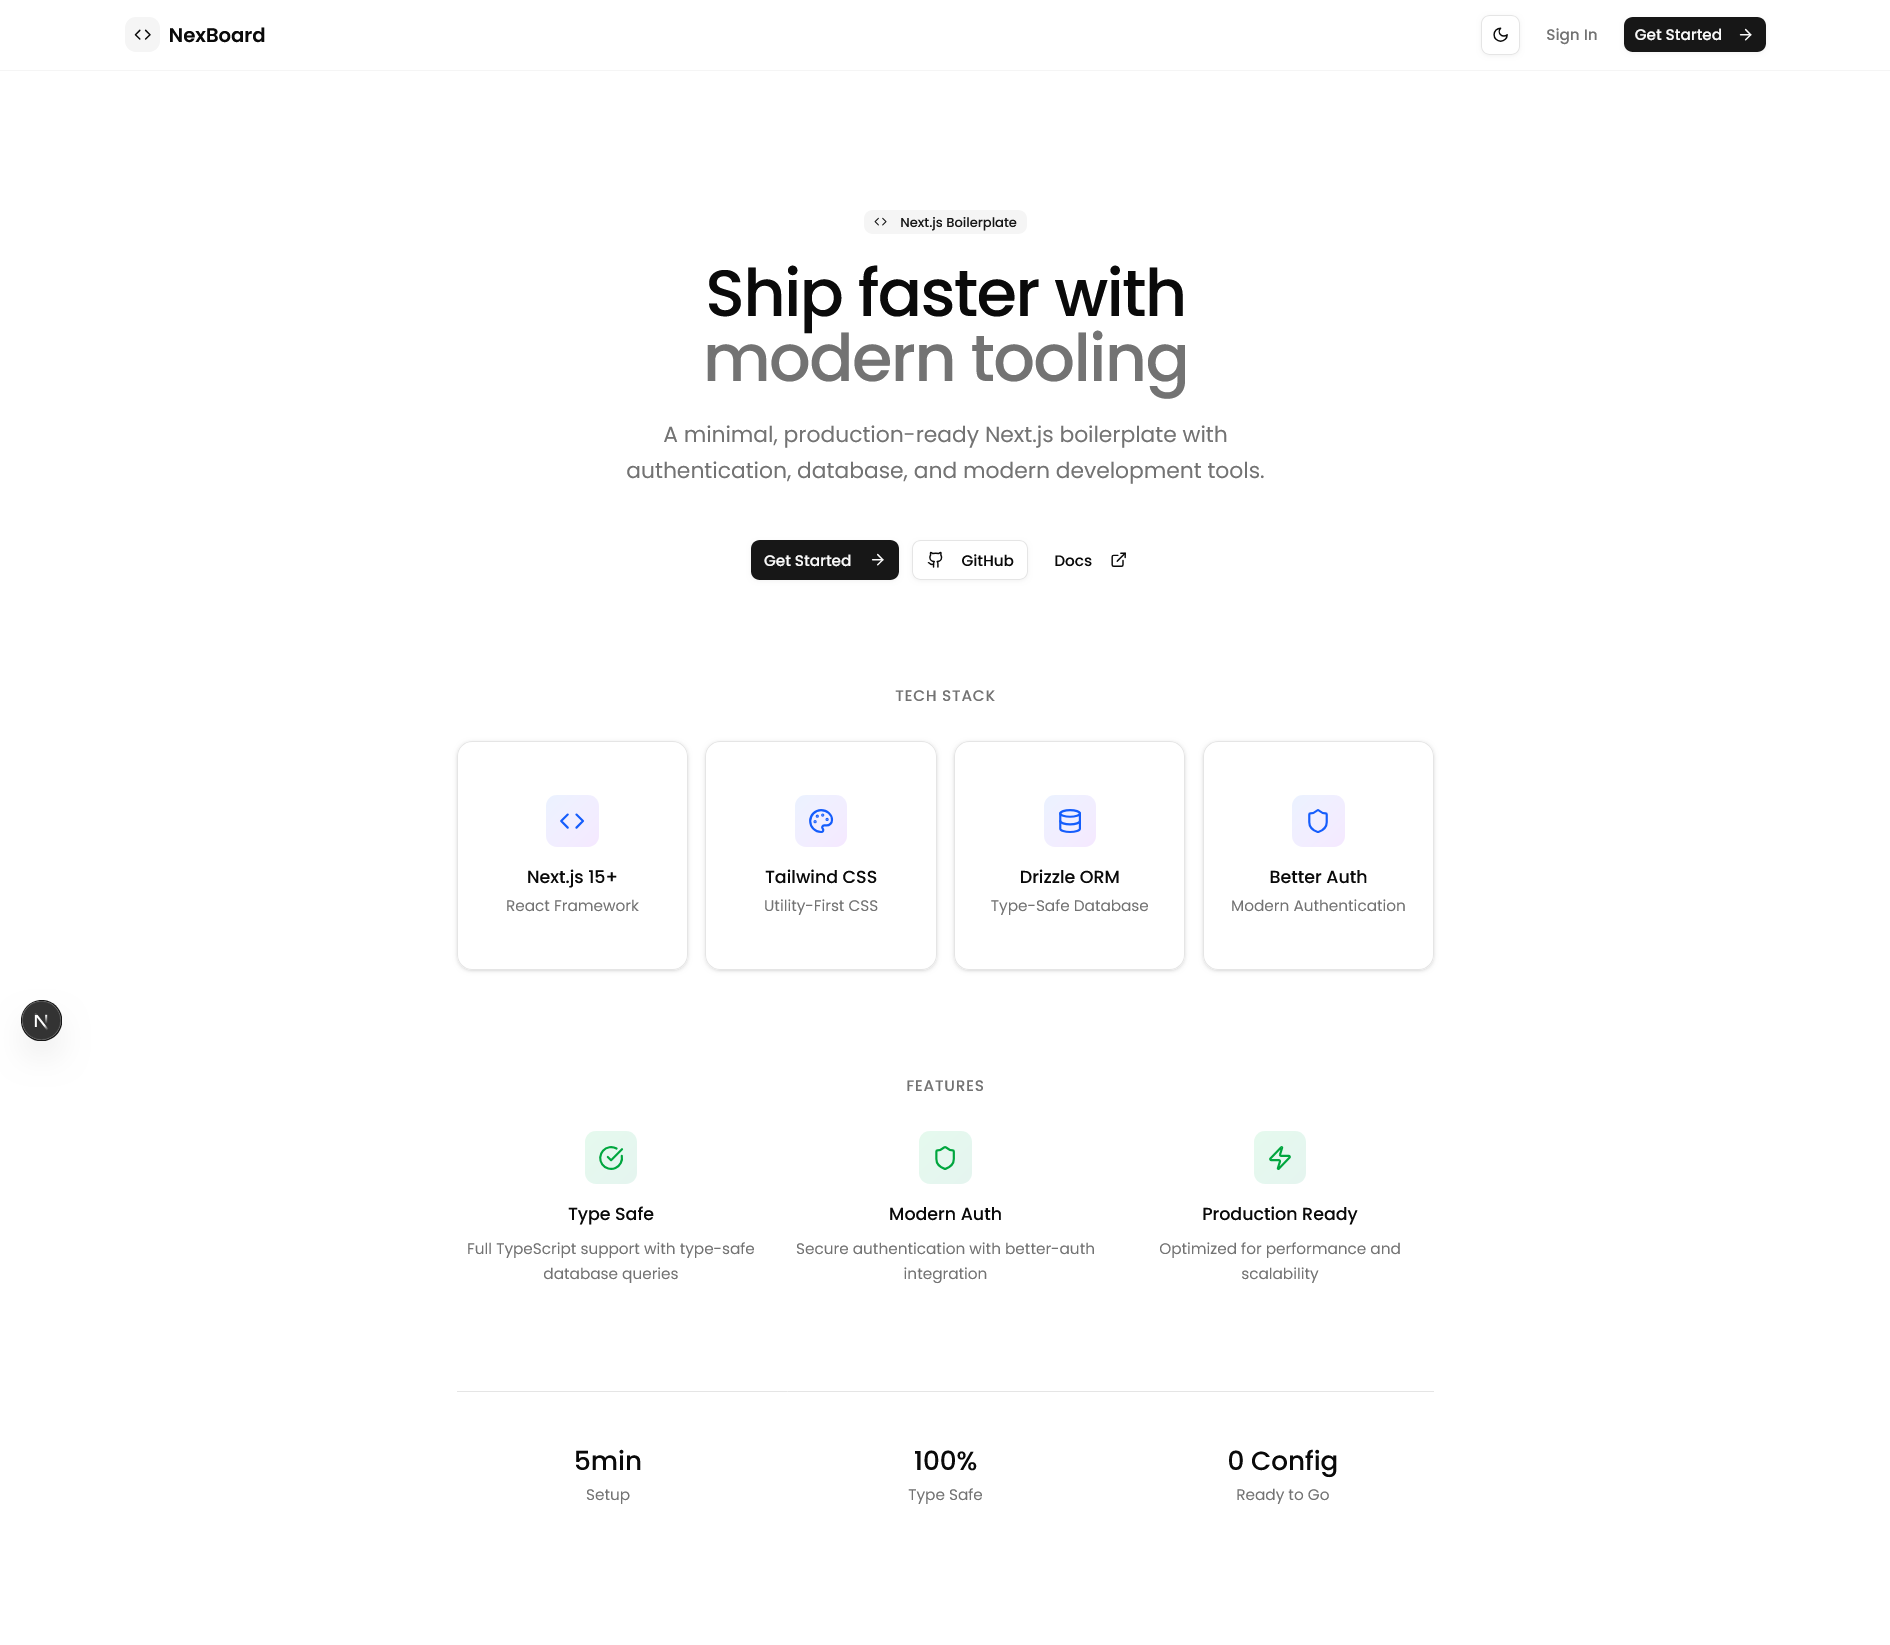 NexBoard
Sign In
Get Started
Next.js Boilerplate
Ship faster with
modern tooling
A minimal, production-ready Next.js boilerplate with
authentication, database, and modern development tools.
Get Started
GitHub
Docs
TECH STACK
Next.js 15+
React Framework
Tailwind CSS
Utility-First CSS
Drizzle ORM
Type-Safe Database
Better Auth
Modern Authentication
N
FEATURES
Type Safe
Full TypeScript support with type-safe
database queries
Modern Auth
Secure authentication with better-auth
integration
Production Ready
Optimized for performance and
scalability
5min
Setup
100%
Type Safe
0 Config
Ready to Go